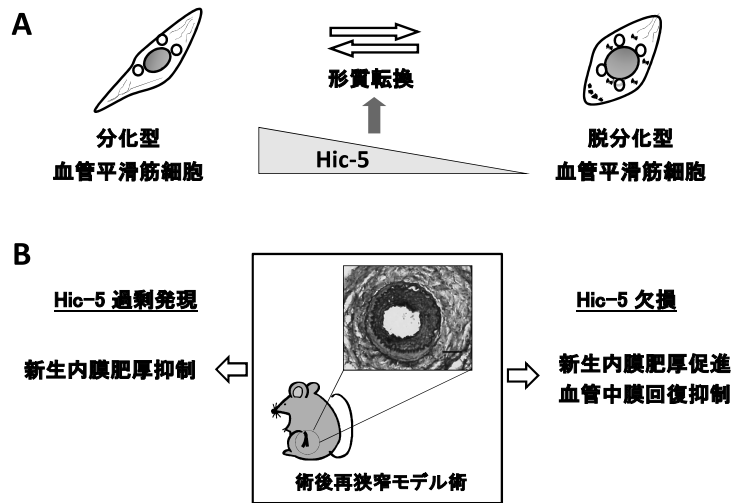 A
形質転換
分化型
血管平滑筋細胞
Hic-5
脱分化型
血管平滑筋細胞
B
Hic-5 過剰発現
新生内膜肥厚抑制
術後再狭窄モデル術
Hic-5 欠損
新生内膜肥厚促進
血管中膜回復抑制